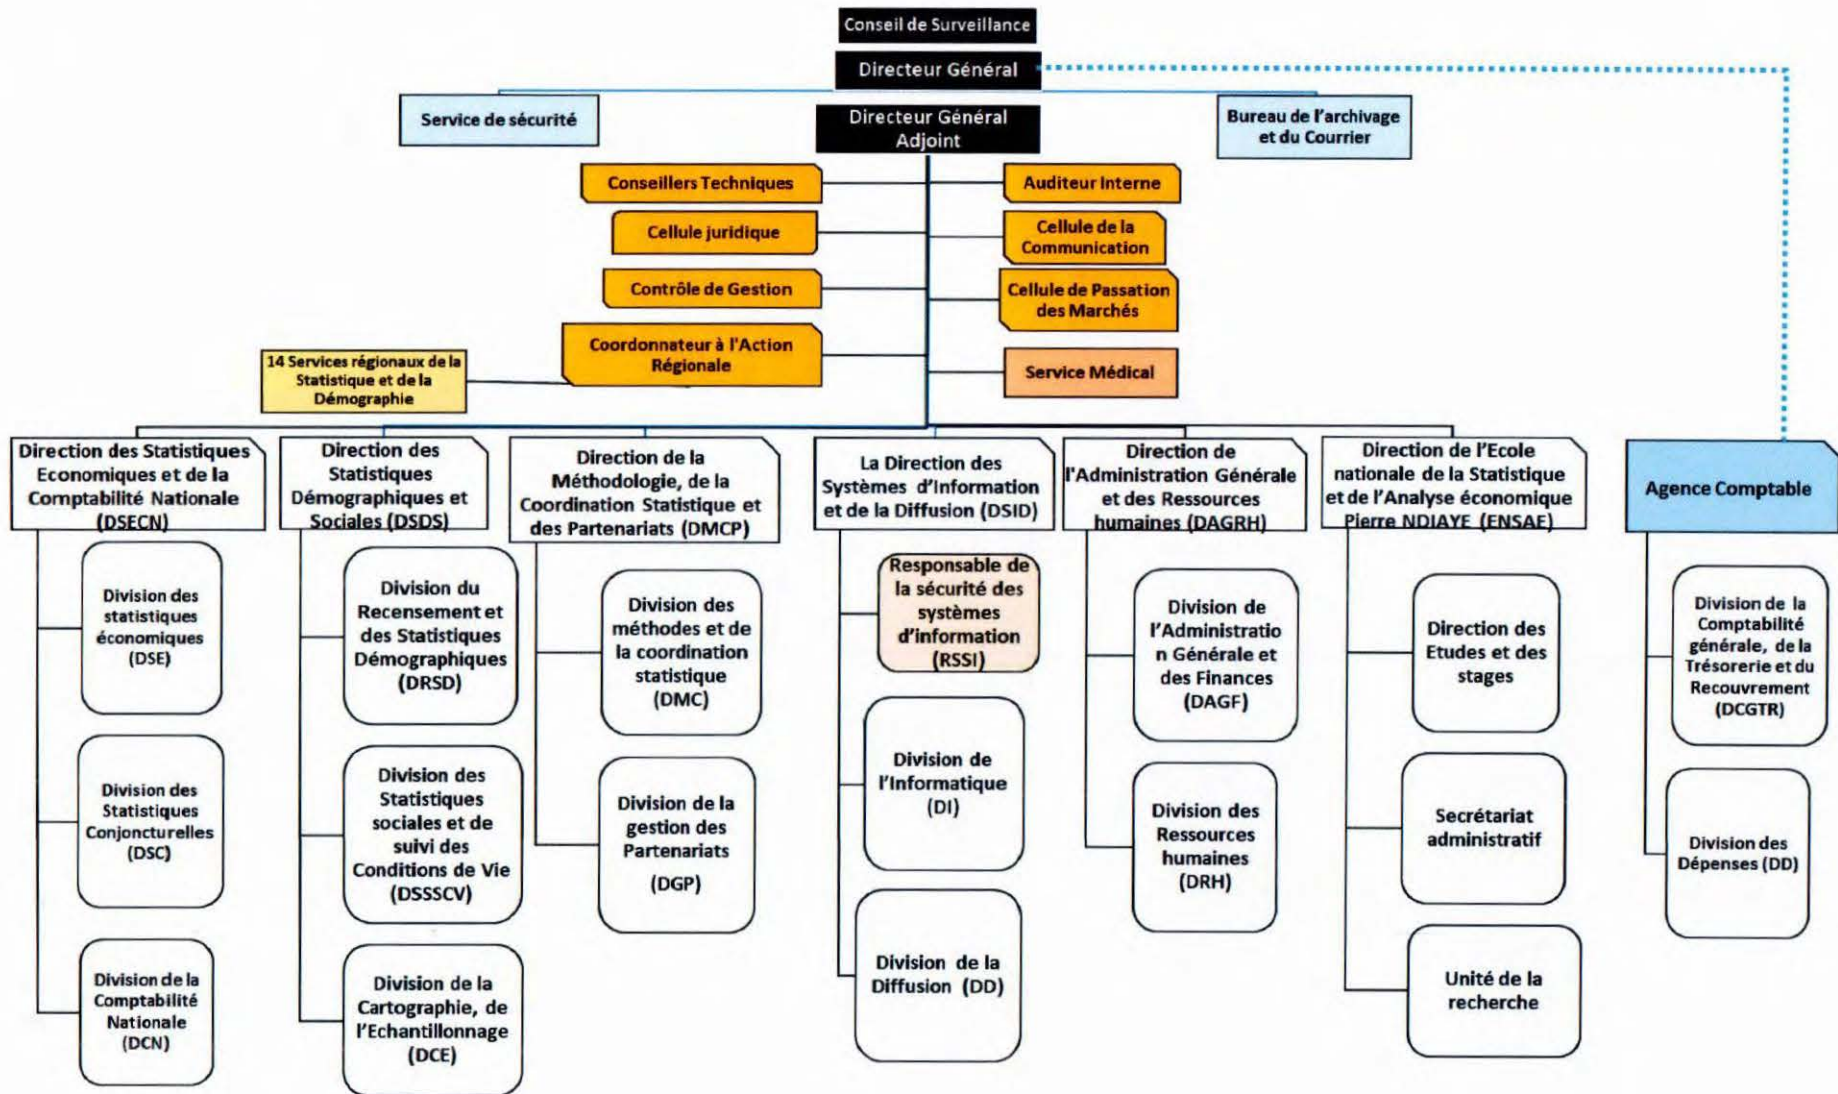 Conseil de Surveillance
Directeur Général
Service de sécurité
Directeur Général
Adjoint
Bureau de l'archivage
et du Courrier
Conseillers Techniques
Auditeur Interne
Cellule juridique
Cellule de la
Communication
Contrôle de Gestion
Cellule de Passation
des Marchés
Coordonnateur à l'Action
Régionale
14 Services régionaux de la
Statistique et de la
Démographie
Service Médical
Direction des Statistiques
Economiques et de la
Comptabilité Nationale
(DSECN)
Direction des
Statistiques
Démographiques et
Sociales (DSDS)
Direction de la
Méthodologie, de la
Coordination Statistique et
des Partenariats (DMCP)
La Direction des
Systèmes d'Information
et de la Diffusion (DSID)
Direction de
l'Administration Générale
et des Ressources
humaines (DAGRH)
Direction de l'Ecole
nationale de la Statistique
et de l'Analyse économique
Pierre NDIAYE (ENSAE)
Agence Comptable
Division des
statistiques
économiques
(DSE)
Division des
Statistiques
Conjoncturelles
(DSC)
Division de la
Comptabilité
Nationale
(DCN)
Division du
Recensement et
des Statistiques
Démographiques
(DRSD)
Division des
Statistiques
sociales et de
suivi des
Conditions de Vie
(DSSSCV)
Division de la
Cartographie, de
l'Echantillonnage
(DCE)
Division des
méthodes et de
la coordination
statistique
(DMC)
Division de la
gestion des
Partenariats
(DGP)
Responsable de
la sécurité des
systèmes
d'information
(RSSI)
Division de
l'Informatique
(DI)
Division de la
Diffusion (DD)
Division de
l'Administratio
n Générale et
des Finances
(DAGF)
Division des
Ressources
humaines
(DRH)
Direction des
Etudes et des
stages
Secrétariat
administratif
Unité de la
recherche
Division de la
Comptabilité
générale, de la
Trésorerie et du
Recouvrement
(DCGTR)
Division des
Dépenses (DD)